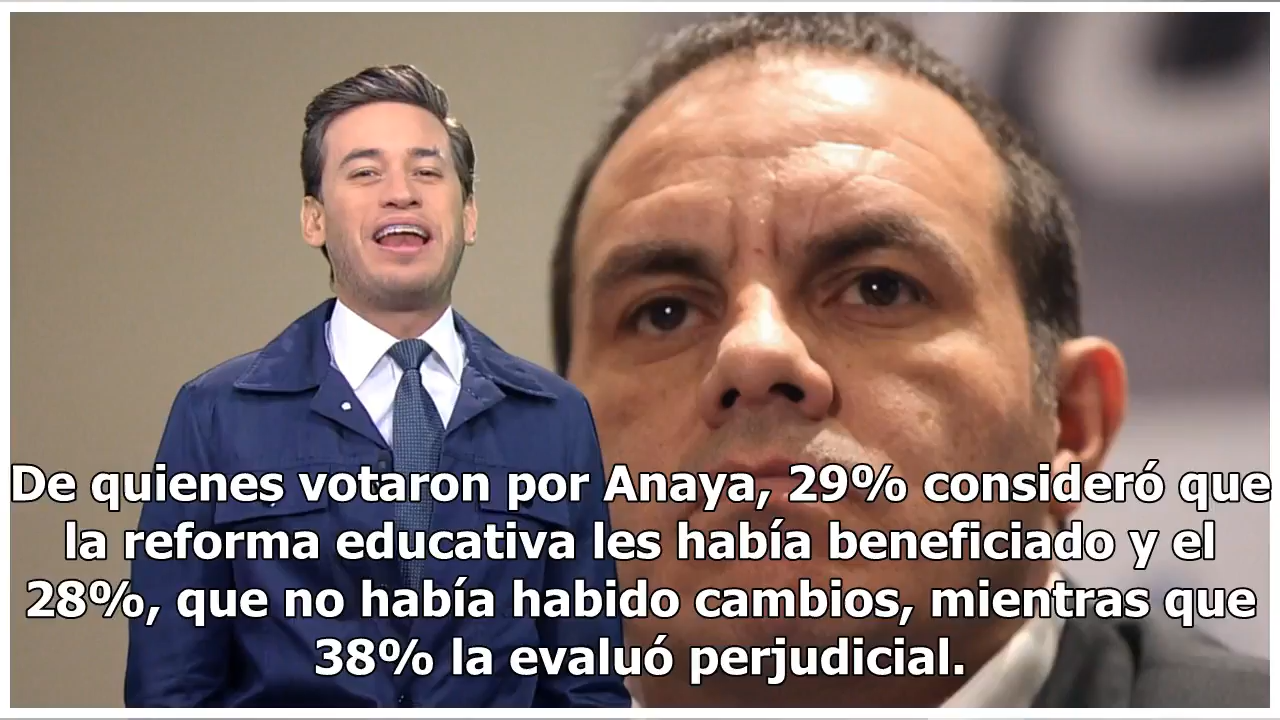 De quienes votaron por Anaya, 29% consideró que
la reforma educativa les había beneficiado y el
28%, que no había habido cambios, mientras que
38% la evaluó perjudicial.